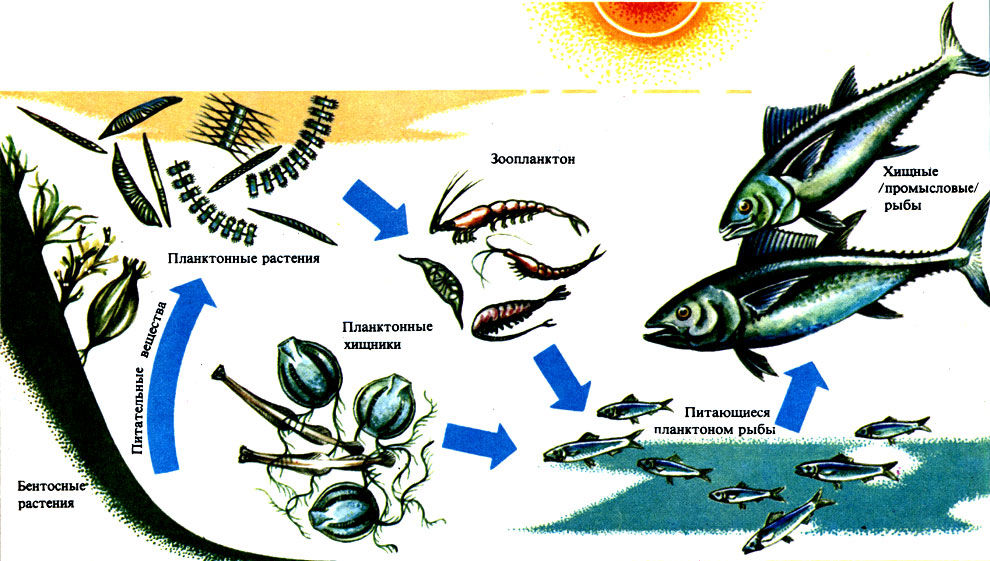 Зоопланктон
Хищные
/промысловые/
рыбы
Планктонные растения
Питательные вещества
Планктонные
хищники
Питающиеся
планктоном рыбы
Бентосные
растения